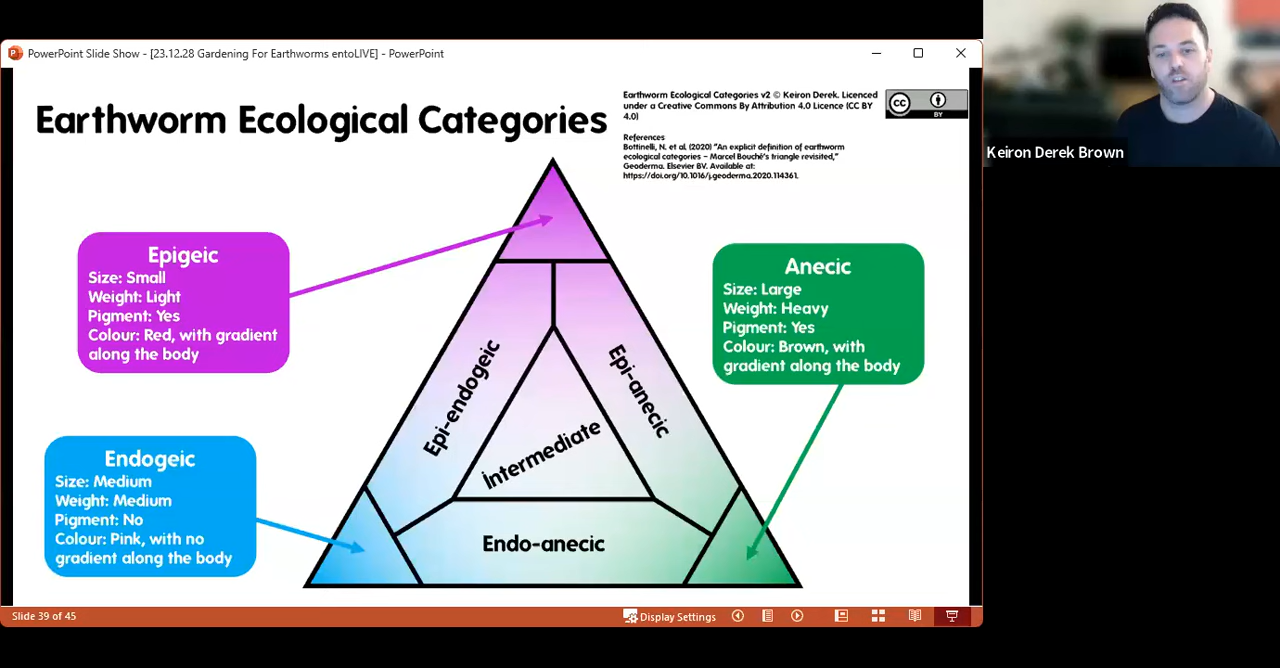 PowerPoint Slide Show - [23.12.28 Gardening For Earthworms entoLIVE] - PowerPoint
Earthworm Ecological Categories
Earthworm Ecological Categories v2 © Keiron Derek. Licenced
under a Creative Commons By Attribution 4.0 Licence (CC BY
4.0)
References
Bottinelli, N. et al. (2020) "An explicit definition of earthworm
ecological categories – Marcel Bouché's triangle revisited,"
Geoderma. Elsevier BV. Available at:
https://doi.org/10.1016/j.geoderma.2020.114361.
CC
BY
Keiron Derek Brown
Epigeic
Size: Small
Weight: Light
Pigment: Yes
Colour: Red, with gradient
along the body
Anecic
Size: Large
Weight: Heavy
Pigment: Yes
Colour: Brown, with
gradient along the body
Epi-endogeic
Epi-anecic
Intermediate
Endogeic
Size: Medium
Weight: Medium
Pigment: No
Colour: Pink, with no
gradient along the body
Endo-anecic
Slide 39 of 45
Display Settings